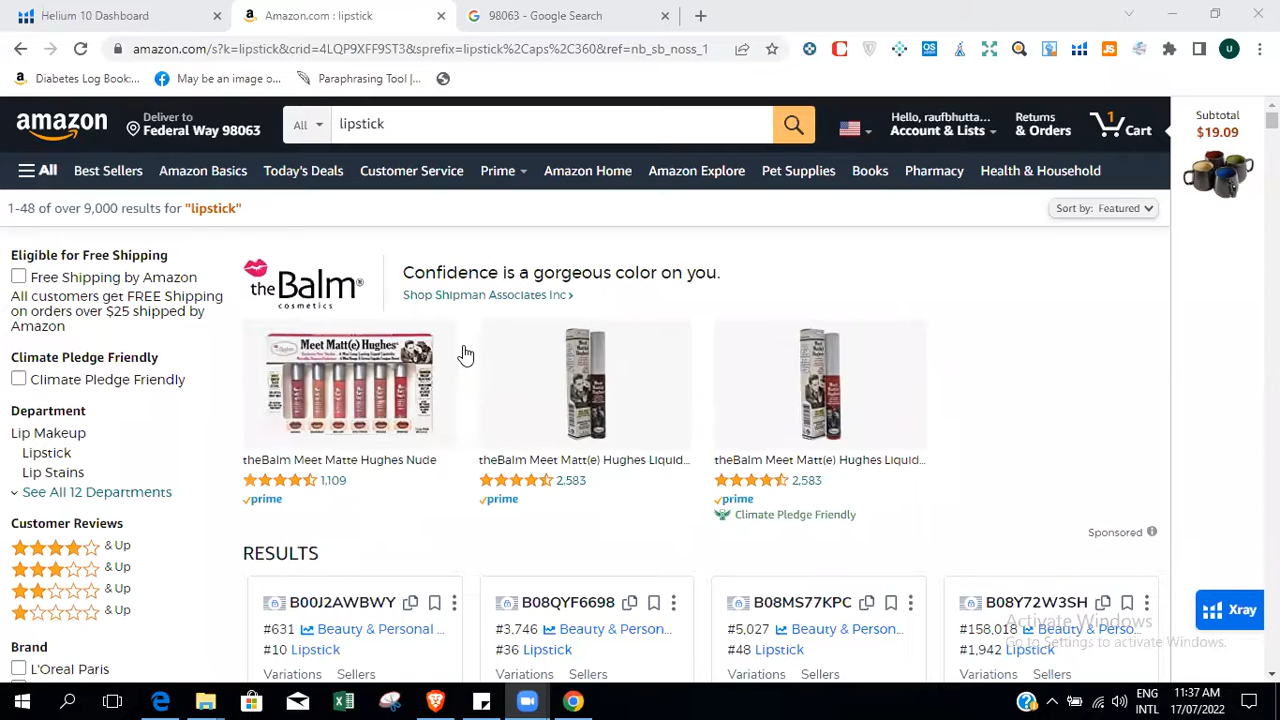 Helium 10 Dashboard
Amazon.com : lipstick
98063 - Google Search
amazon.com/s?k=lipstick&crid=4LQP9XFF9ST3&sprefix=lipstick%2Caps%2C360&ref=nb_sb_noss_1
Diabetes Log Book:...
May be an image o...
Paraphrasing Tool |...
amazon
Deliver to
Federal Way 98063
All
lipstick
Hello, raufbhutta...
Account & Lists
Returns
& Orders
1
Cart
Subtotal
$19.09
All
Best Sellers
Amazon Basics
Today's Deals
Customer Service
Prime
Amazon Home
Amazon Explore
Pet Supplies
Books
Pharmacy
Health & Household
1-48 of over 9,000 results for "lipstick"
Sort by: Featured
Eligible for Free Shipping
Free Shipping by Amazon
All customers get FREE Shipping
on orders over $25 shipped by
Amazon
Climate Pledge Friendly
Climate Pledge Friendly
Department
Lip Makeup
Lipstick
Lip Stains
See All 12 Departments
Customer Reviews
& Up
& Up
& Up
& Up
Brand
L'Oreal Paris
theBalm®
cosmetics
Confidence is a gorgeous color on you.
Shop Shipman Associates Inc ›
Meet Matt(e) Hughes
theBalm Meet Matte Hughes Nude
1,109
prime
theBalm Meet Matt(e) Hughes Liquid...
2,583
prime
theBalm Meet Matt(e) Hughes Liquid...
2,583
prime
Climate Pledge Friendly
Sponsored
RESULTS
B00J2AWBWY
#631 Beauty & Personal ...
#10 Lipstick
Variations Sellers
B08QYF6698
#3,746 Beauty & Person...
#36 Lipstick
Variations Sellers
B08MS77KPC
#5,027 Beauty & Person...
#48 Lipstick
Variations Sellers
B08Y72W3SH
#158,018 Beauty & Perso...
#1,942 Lipstick
Variations Sellers
Xray
Activate Windows
Go to Settings to activate Windows.
ENG
INTL
11:37 AM
17/07/2022